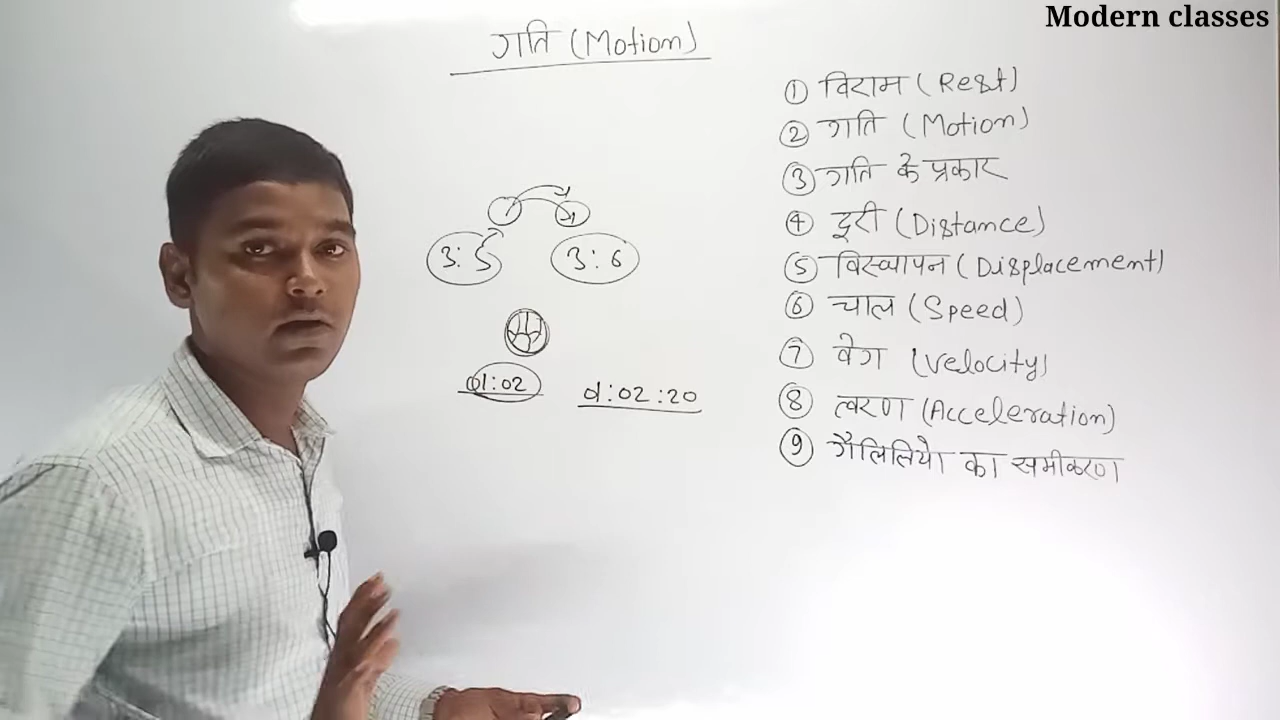 Modern classes
गति (Motion)
① विराम (Rest)
② गति (Motion)
③ गति के प्रकार
④ दूरी (Distance)
⑤ विस्थापन (Displacement)
⑥ चाल (Speed)
⑦ वेग (Velocity)
⑧ त्वरण (Acceleration)
⑨ गैलिलियो का समीकरण
3:5 3:6
01:02 01:02:20